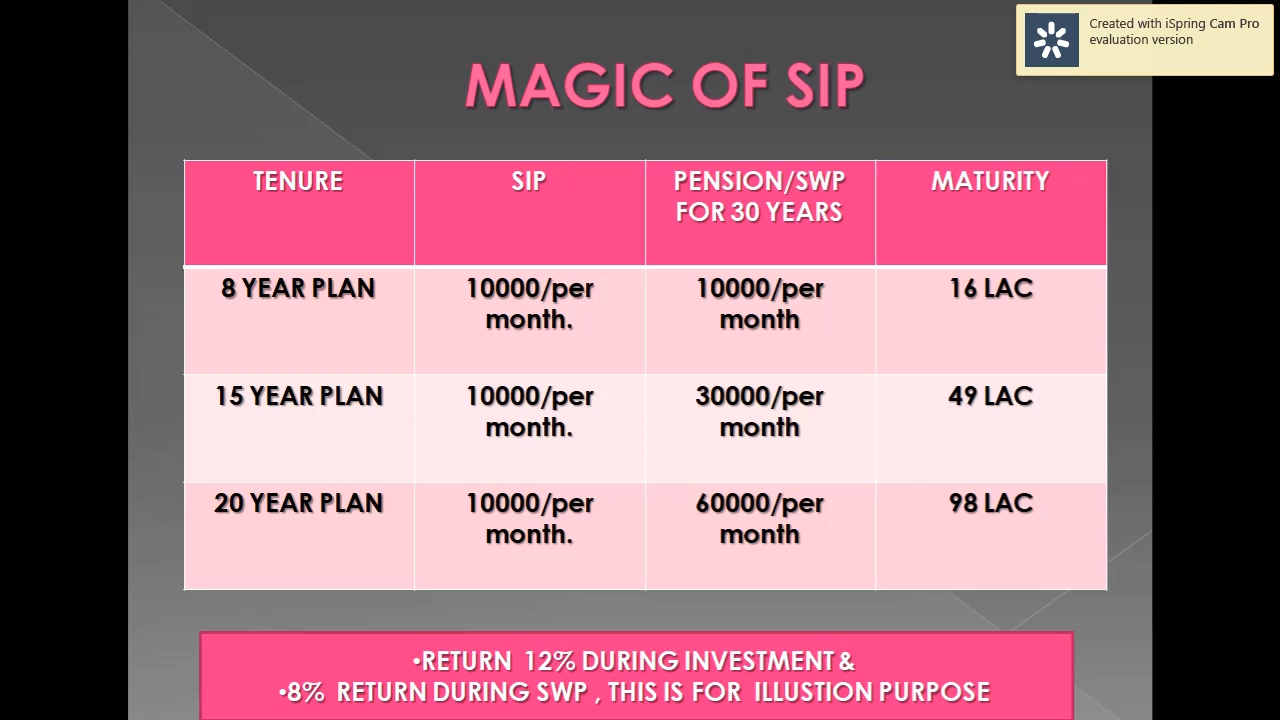 Created with iSpring Cam Pro
evaluation version
MAGIC OF SIP
TENURE
SIP
PENSION/SWP
FOR 30 YEARS
MATURITY
8 YEAR PLAN
10000/per
month.
10000/per
month
16 LAC
15 YEAR PLAN
10000/per
month.
30000/per
month
49 LAC
20 YEAR PLAN
10000/per
month.
60000/per
month
98 LAC
•RETURN 12% DURING INVESTMENT &
•8% RETURN DURING SWP , THIS IS FOR ILLUSTION PURPOSE